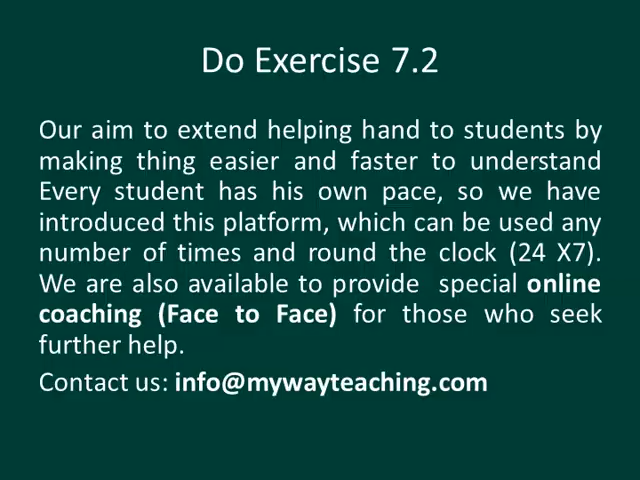 Do Exercise 7.2
Our aim to extend helping hand to students by
making thing easier and faster to understand
Every student has his own pace, so we have
introduced this platform, which can be used any
number of times and round the clock (24 X7).
We are also available to provide special online
coaching (Face to Face) for those who seek
further help.
Contact us: info@mywayteaching.com